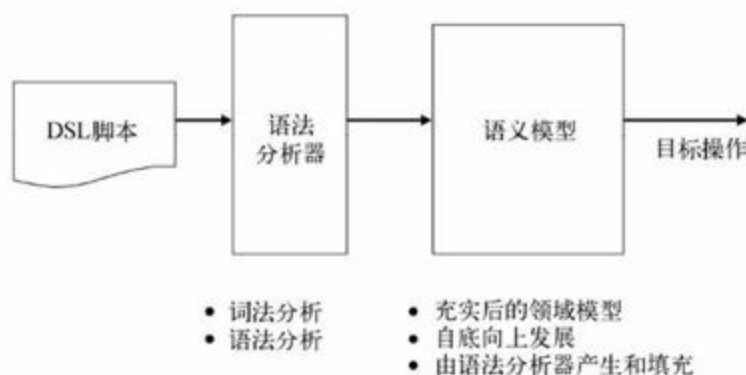 DSL脚本
语法
分析器
语义模型
目标操作
• 词法分析
• 语法分析
• 充实后的领域模型
• 自底向上发展
• 由语法分析器产生和填充